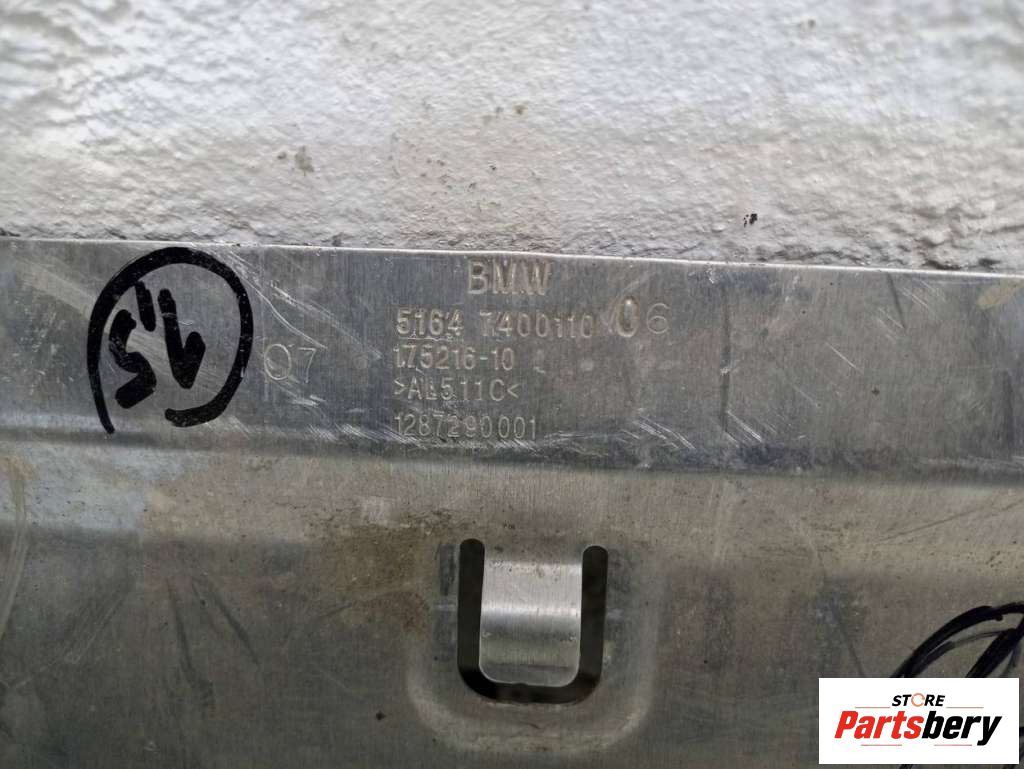 BMW
5164 7400110 06
07
175216-10
>AL511C<
1287290001
STORE
Partsbery